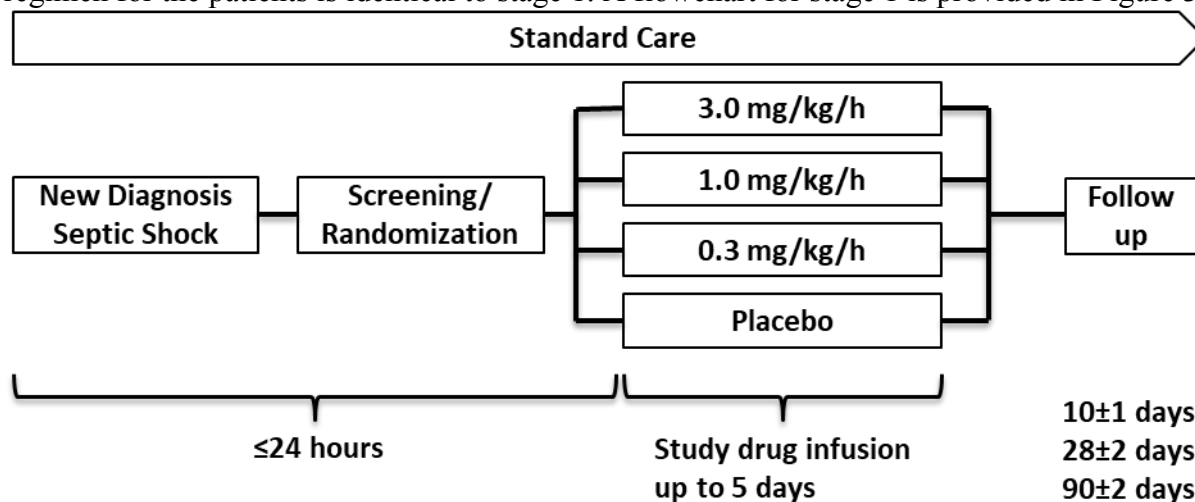 regimen for the patients is identical to stage 1. A flowchart for stage 1 is provided in Figure 3
Standard Care
3.0 mg/kg/h
1.0 mg/kg/h
0.3 mg/kg/h
Placebo
New Diagnosis
Septic Shock
Screening/
Randomization
Follow
up
≤24 hours
Study drug infusion
up to 5 days
10±1 days
28±2 days
90±2 days